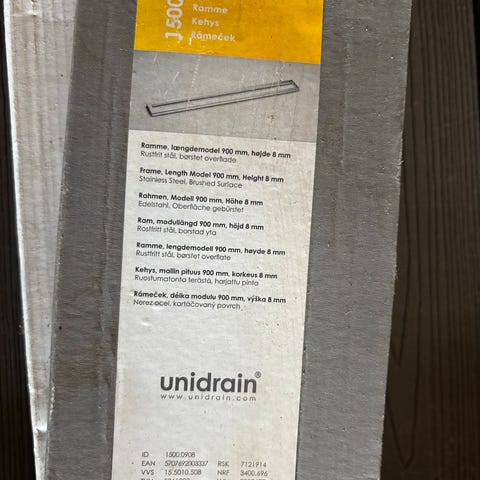 1500
Ramme
Kehys
Rámeček
Ramme, længdemodel 900 mm, højde 8 mm
Rustfrit stål, børstet overflade
Frame, Length Model 900 mm, Height 8 mm
Stainless Steel, Brushed Surface
Rahmen, Modell 900 mm, Höhe 8 mm
Edelstahl, Oberfläche gebürstet
Ram, modullängd 900 mm, höjd 8 mm
Rostfritt stål, borstad yta
Ramme, lengdemodell 900 mm, høyde 8 mm
Rustfritt stål, børstet overflate
Kehys, mallin pituus 900 mm, korkeus 8 mm
Ruostumatonta terästä, harjattu pinta
Rámeček, délka modulu 900 mm, výška 8 mm
Nerez ocel, kartáčovaný povrch
unidrain®
www.unidrain.com
ID 1500.0908
EAN 5707692003337 RSK 7121914
VVS 15.5010.508 NRF 3400.696